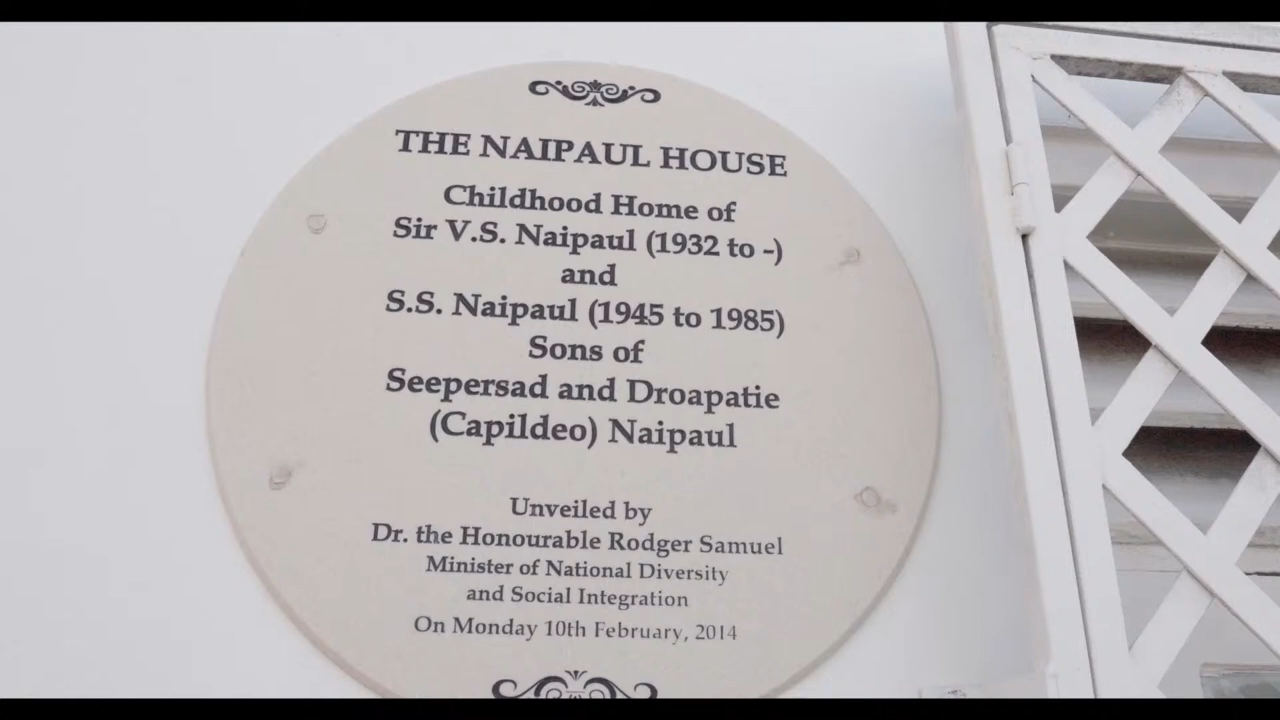 THE NAIPAUL HOUSE
Childhood Home of
Sir V.S. Naipaul (1932 to -)
and
S.S. Naipaul (1945 to 1985)
Sons of
Seepersad and Droapatie
(Capildeo) Naipaul
Unveiled by
Dr. the Honourable Rodger Samuel
Minister of National Diversity
and Social Integration
On Monday 10th February, 2014